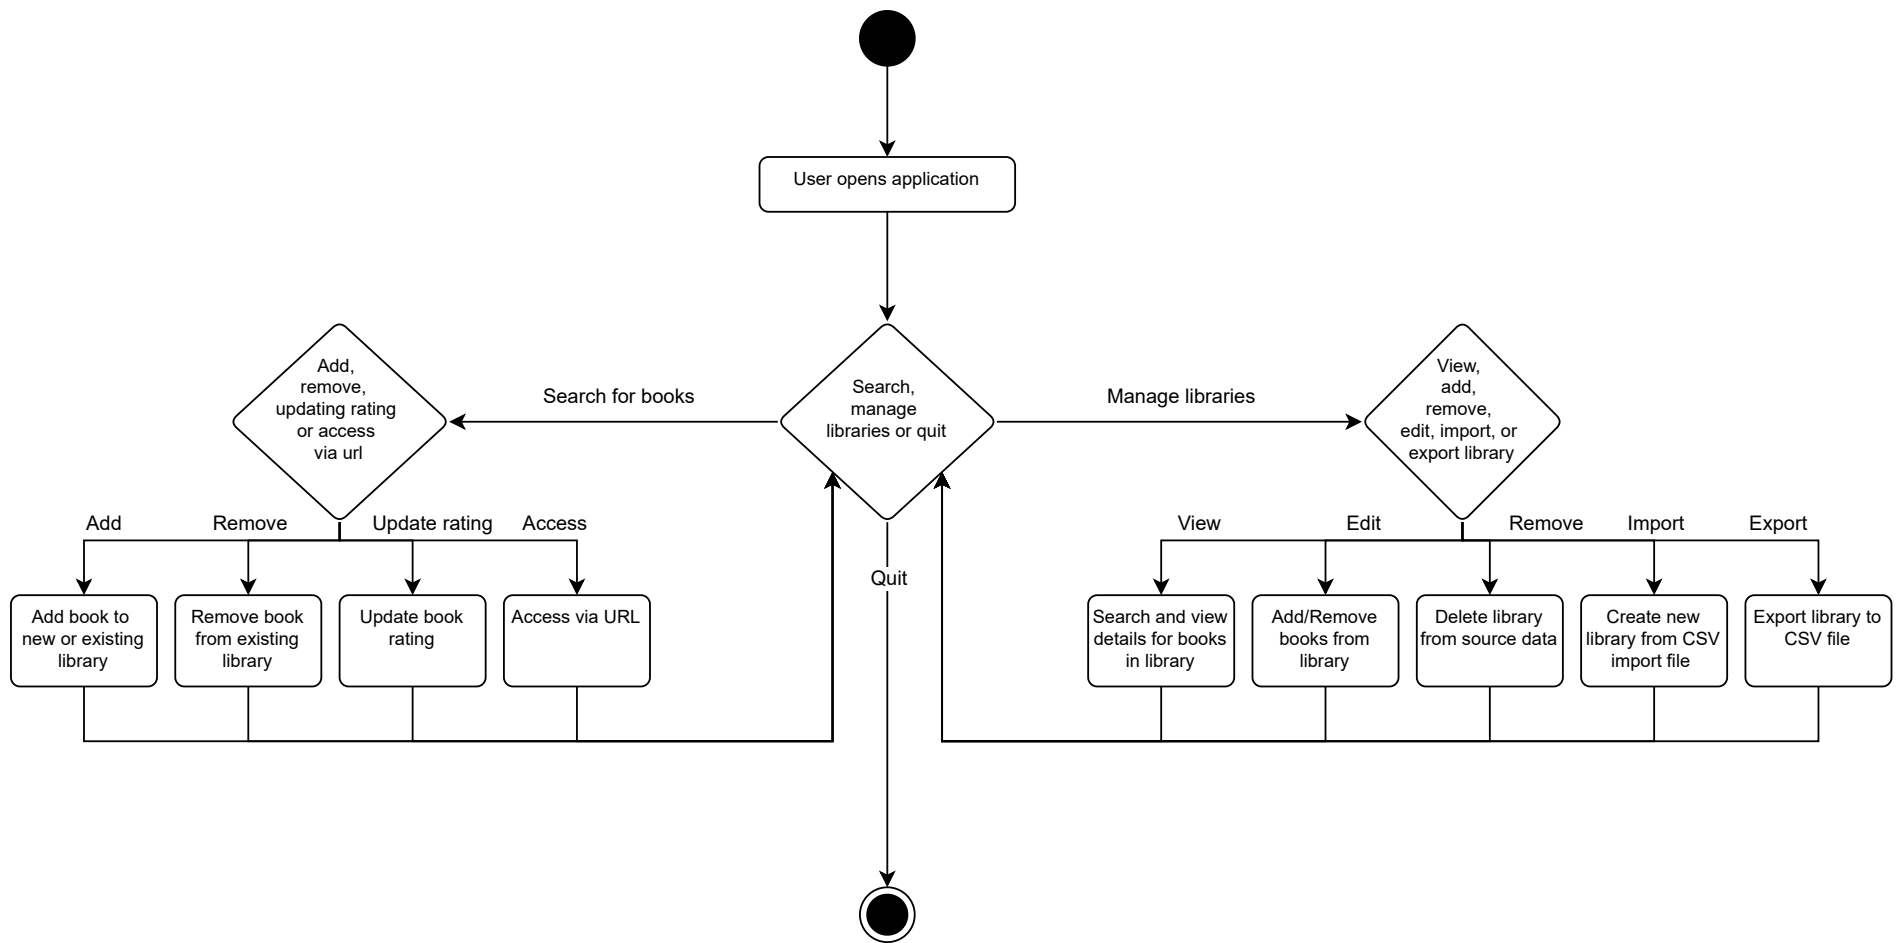 User opens application
Add,
remove,
updating rating
or access
via url
Search for books
Search,
manage
libraries or quit
Manage libraries
View,
add,
remove,
edit, import, or
export library
Add
Remove
Update rating
Access
Quit
View
Edit
Remove
Import
Export
Add book to
new or existing
library
Remove book
from existing
library
Update book
rating
Access via URL
Search and view
details for books
in library
Add/Remove
books from
library
Delete library
from source data
Create new
library from CSV
import file
Export library to
CSV file